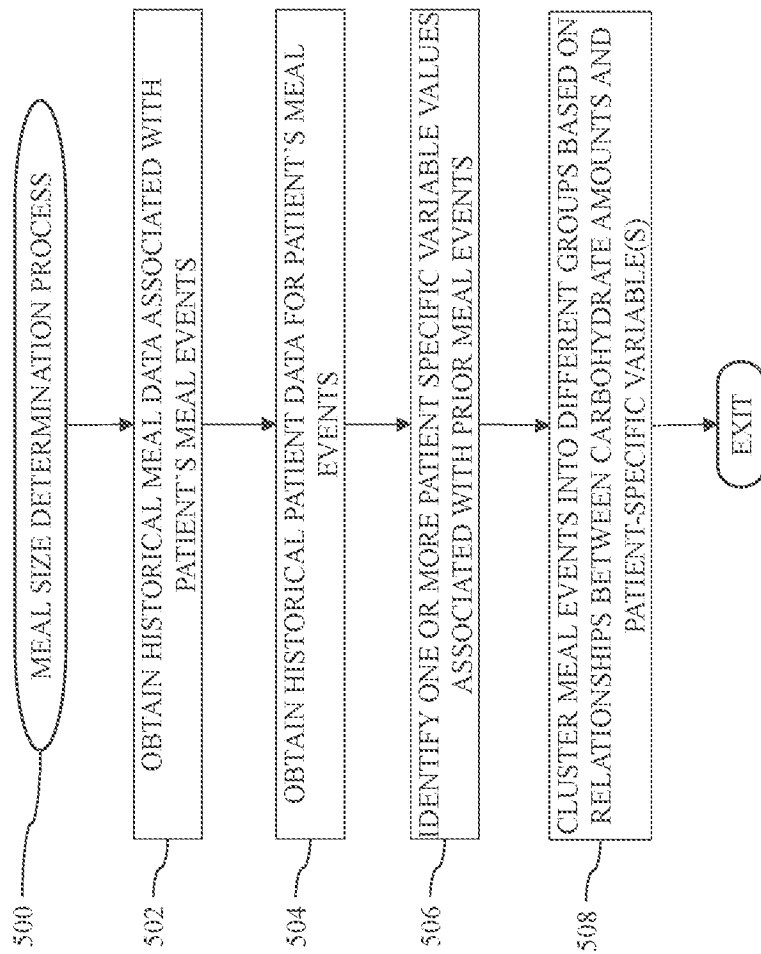 500
MEAL SIZE DETERMINATION PROCESS
502
OBTAIN HISTORICAL MEAL DATA ASSOCIATED WITH
PATIENT'S MEAL EVENTS
504
OBTAIN HISTORICAL PATIENT DATA FOR PATIENT'S MEAL
EVENTS
506
IDENTIFY ONE OR MORE PATIENT SPECIFIC VARIABLE VALUES
ASSOCIATED WITH PRIOR MEAL EVENTS
508
CLUSTER MEAL EVENTS INTO DIFFERENT GROUPS BASED ON
RELATIONSHIPS BETWEEN CARBOHYDRATE AMOUNTS AND
PATIENT-SPECIFIC VARIABLE(S)
EXIT